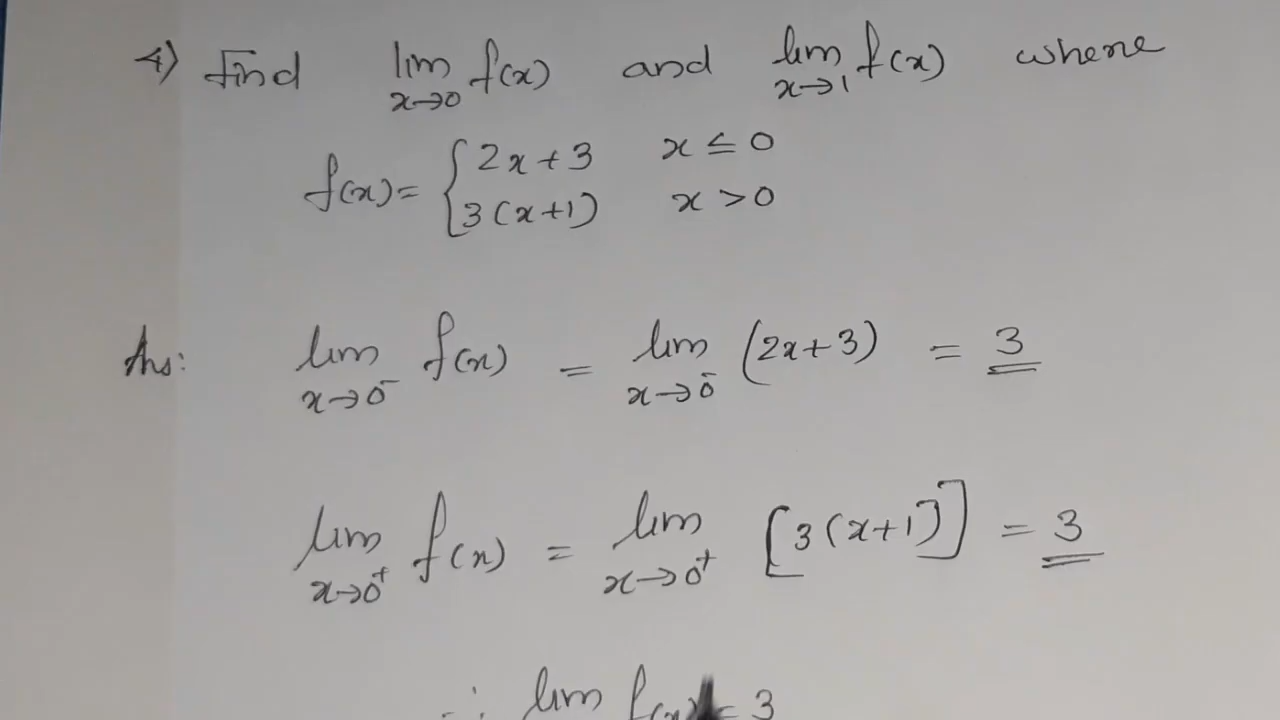 4) Find lim f(x) and lim f(x) where
x→0 x→1
f(x) = { 2x+3 x ≤ 0
3(x+1) x > 0
Ans: lim f(x) = lim (2x+3) = 3
x→0⁻ x→0⁻
lim f(x) = lim [3(x+1)] = 3
x→0⁺ x→0⁺
∴ lim f(x) = 3